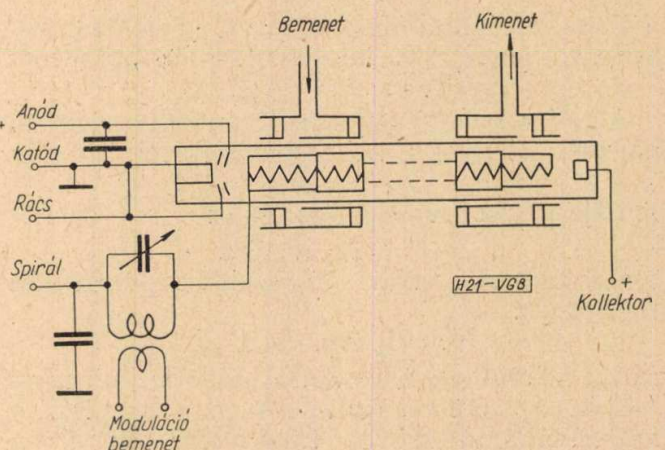 Bemenet
Kimenet
+ Anód
Katód
Rács
Spirál
H21-VG8
+
Kollektor
Moduláció
bemenet